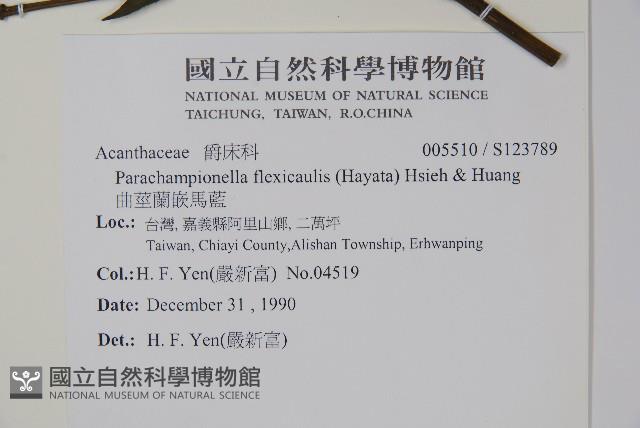 國立自然科學博物館
NATIONAL MUSEUM OF NATURAL SCIENCE
TAICHUNG, TAIWAN, R.O.CHINA
Acanthaceae 爵床科 005510 / S123789
Parachampionella flexicaulis (Hayata) Hsieh & Huang
曲莖蘭嵌馬藍
Loc.: 台灣, 嘉義縣阿里山鄉, 二萬坪
Taiwan, Chiayi County,Alishan Township, Erhwanping
Col.:H. F. Yen(嚴新富) No.04519
Date: December 31 , 1990
Det.: H. F. Yen(嚴新富)
國立自然科學博物館
NATIONAL MUSEUM OF NATURAL SCIENCE